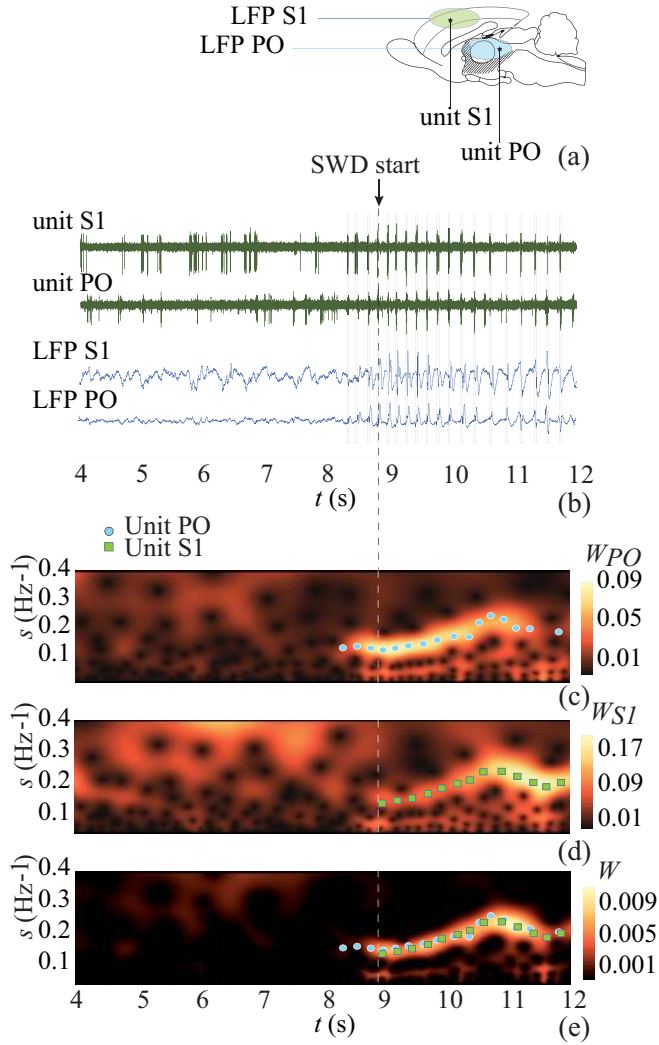 LFP S1
LFP PO
unit S1
unit PO
(a)
SWD start
unit S1
unit PO
LFP S1
LFP PO
4 5 6 7 8 9 10 11 12
t (s)
(b)
Unit PO
Unit S1
s (Hz-1)
0.4
0.3
0.2
0.1
W_PO
0.09
0.05
0.01
(c)
s (Hz-1)
0.4
0.3
0.2
0.1
W_S1
0.17
0.09
0.01
(d)
s (Hz-1)
0.4
0.3
0.2
0.1
W
0.009
0.005
0.001
4 5 6 7 8 9 10 11 12
t (s)
(e)